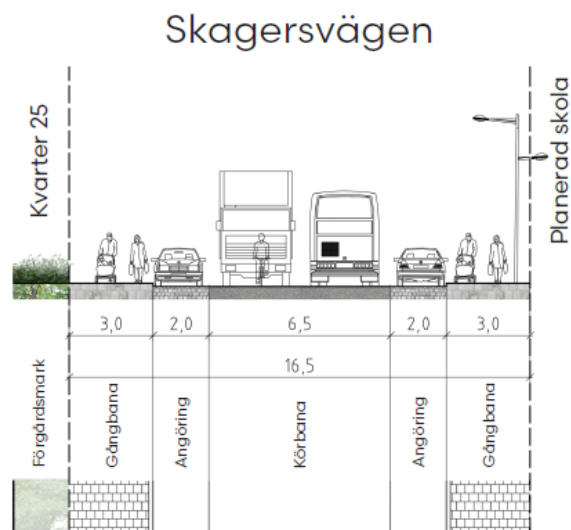 Skagersvägen
Kvarter 25
Planerad skola
3,0
2,0
6,5
2,0
3,0
16,5
Förgårdsmark
Gångbana
Angöring
Körbana
Angöring
Gångbana